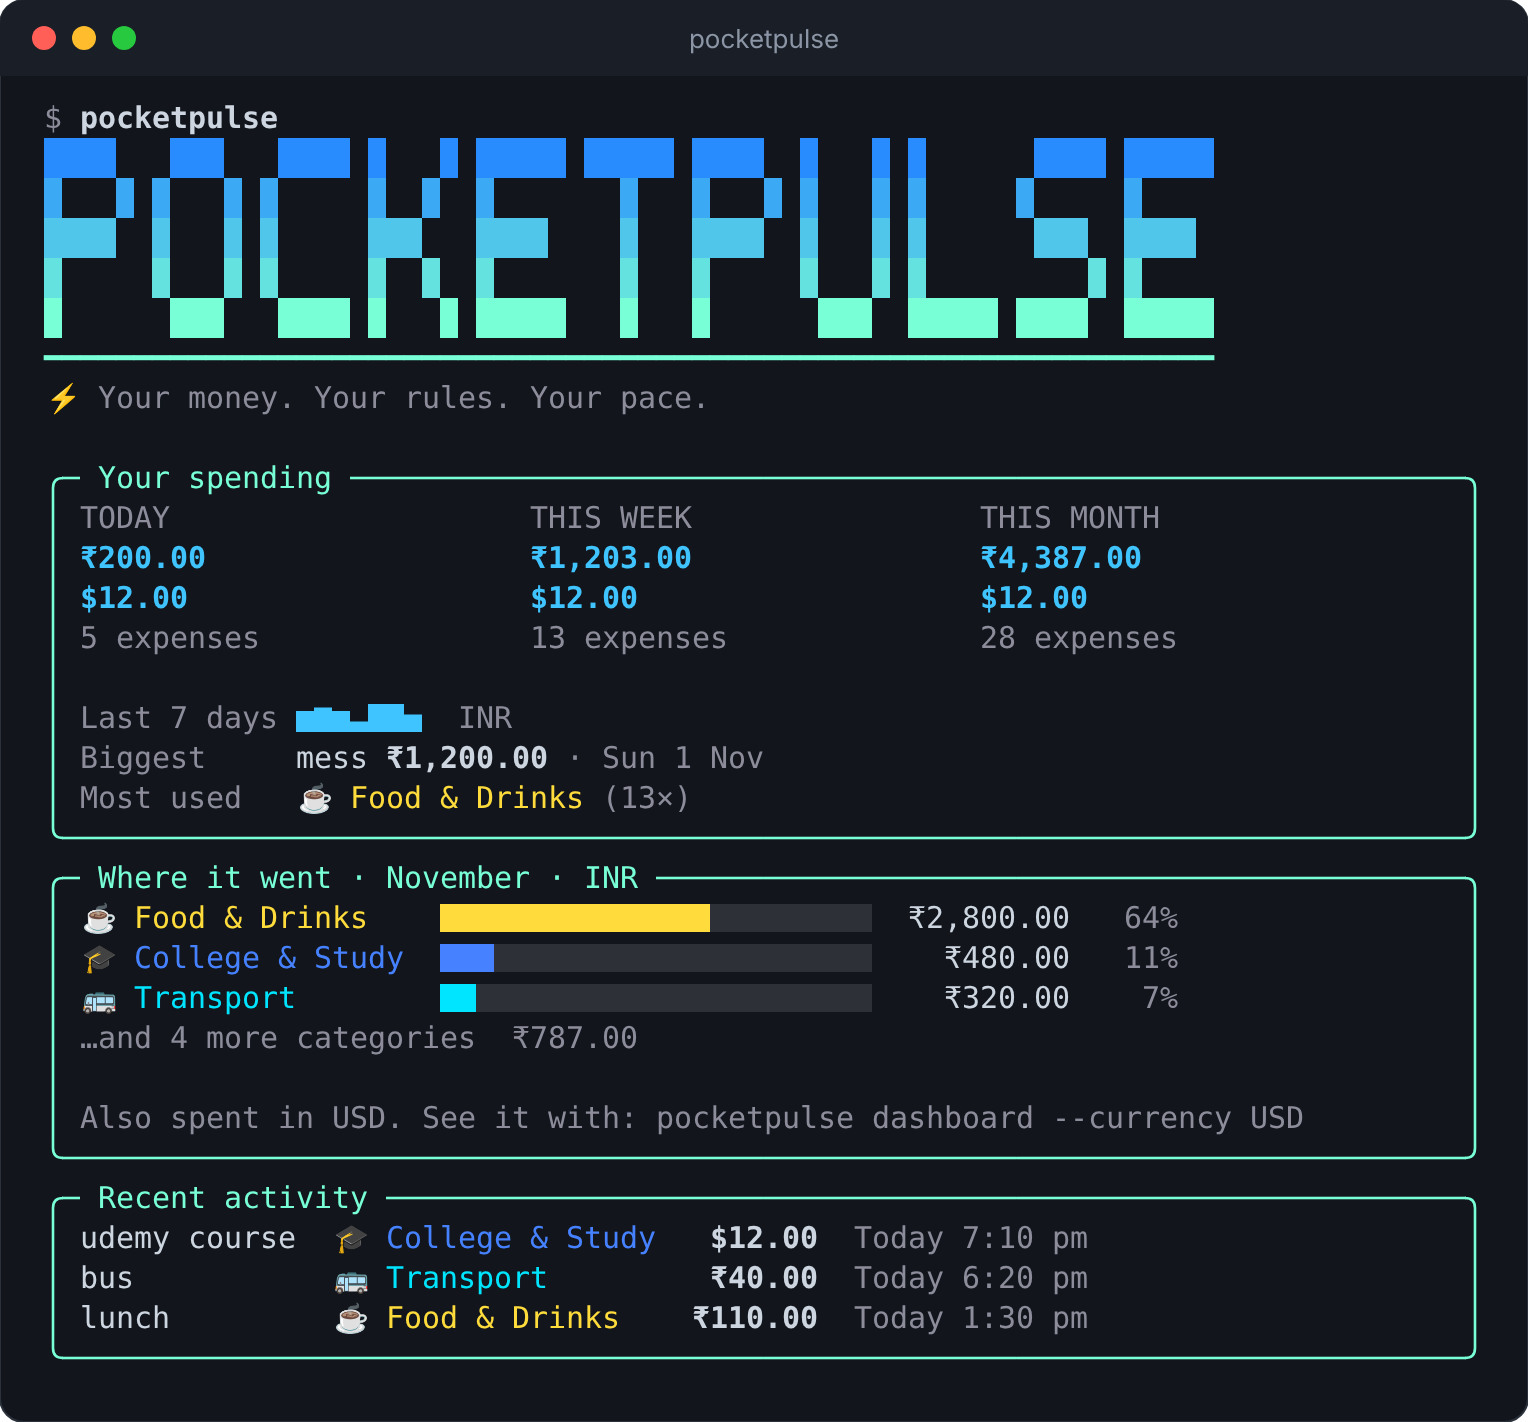 pocketpulse
$ pocketpulse
POCKETPULSE
⚡ Your money. Your rules. Your pace.
Your spending
TODAY THIS WEEK THIS MONTH
₹200.00 ₹1,203.00 ₹4,387.00
$12.00 $12.00 $12.00
5 expenses 13 expenses 28 expenses
Last 7 days INR
Biggest mess ₹1,200.00 · Sun 1 Nov
Most used ☕ Food & Drinks (13×)
Where it went · November · INR
☕ Food & Drinks ₹2,800.00 64%
🎓 College & Study ₹480.00 11%
🚌 Transport ₹320.00 7%
…and 4 more categories ₹787.00
Also spent in USD. See it with: pocketpulse dashboard --currency USD
Recent activity
udemy course 🎓 College & Study $12.00 Today 7:10 pm
bus 🚌 Transport ₹40.00 Today 6:20 pm
lunch ☕ Food & Drinks ₹110.00 Today 1:30 pm